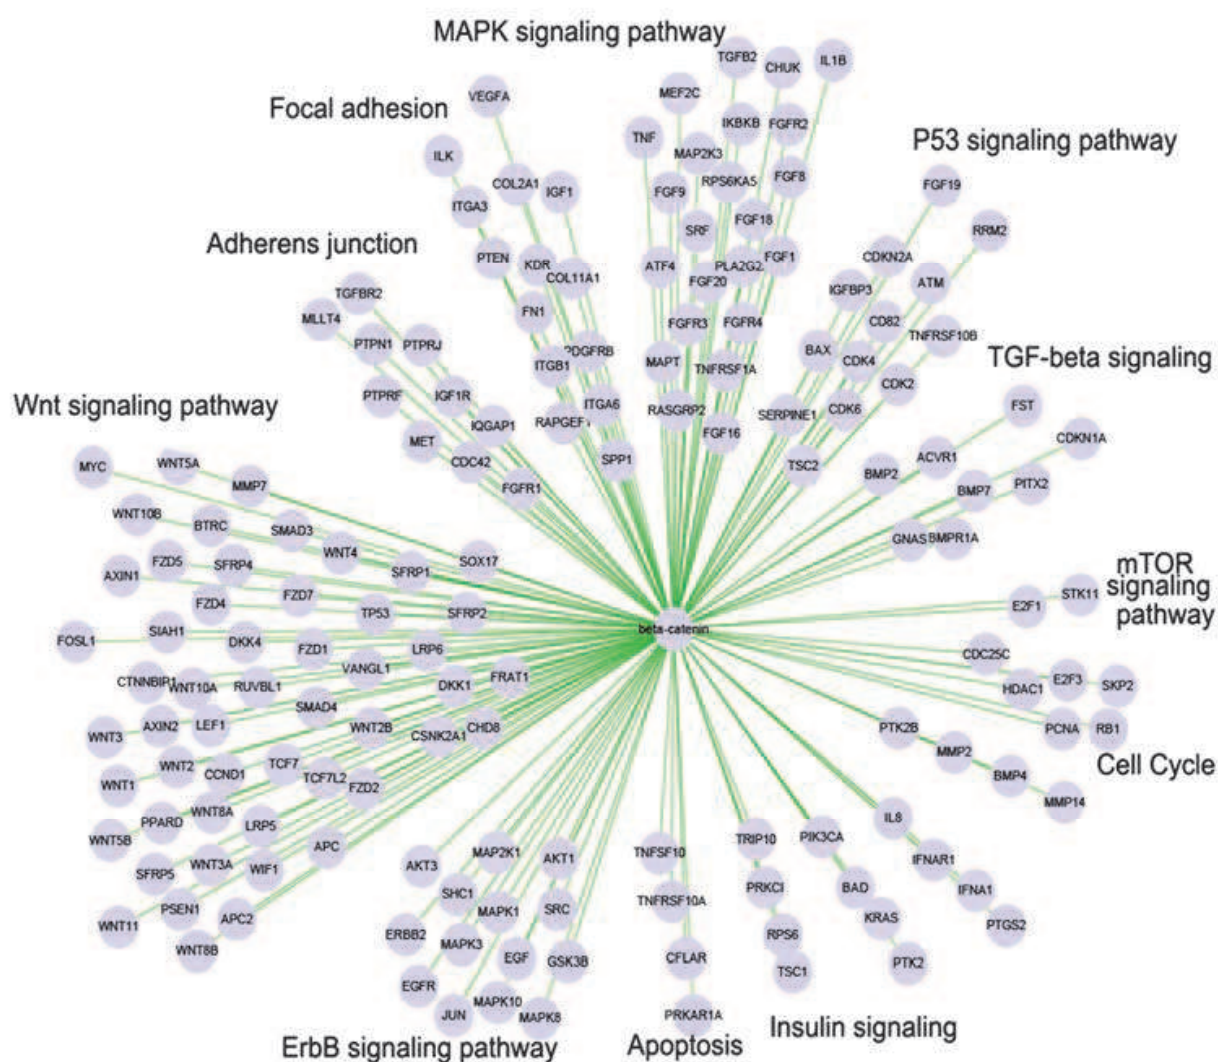 MAPK signaling pathway
TGFB2
CHUK
IL1B
VEGFA
MEF2C
Focal adhesion
TNF
IKBKB
FGFR2
P53 signaling pathway
ILK
MAP2K3
COL2A1
IGF1
FGF9
RPS6KA5
FGF8
FGF19
ITGA3
SRF
FGF18
RRM2
Adherens junction
PTEN
KDR
COL11A1
ATF4
FGF20
PLA2G2
FGF1
CDKN2A
IGFBP3
ATM
TGFBR2
MLLT4
FN1
FGFR3
FGFR4
CD82
TNFRSF10B
PTPN1
PTPRJ
PDGFRB
ITGB1
MAPT
TNFRSF1A
BAX
CDK4
CDK2
TGF-beta signaling
PTPRF
IGF1R
ITGA6
RASGRP2
SERPINE1
CDK6
FST
Wnt signaling pathway
MET
IQGAP1
RAPGEF1
FGF16
CDKN1A
MYC
WNT5A
CDC42
SPP1
TSC2
BMP2
ACVR1
MMP7
FGFR1
BMP7
PITX2
WNT10B
BTRC
SMAD3
WNT4
SOX17
GNAS
BMPR1A
AXIN1
FZD5
SFRP4
SFRP1
mTOR
signaling
pathway
STK11
FZD4
FZD7
TP53
SFRP2
E2F1
FOSL1
SIAH1
DKK4
FZD1
LRP6
beta-catenin
CDC25C
CTNNBIP1
WNT10A
RUVBL1
VANGL1
DKK1
FRAT1
HDAC1
E2F3
SKP2
WNT3
AXIN2
LEF1
SMAD4
WNT2B
CSNK2A1
CHD8
PTK2B
PCNA
RB1
WNT1
WNT2
CCND1
TCF7
TCF7L2
FZD2
MMP2
BMP4
MMP14
Cell Cycle
WNT5B
PPARD
WNT8A
LRP5
APC
IL8
SFRP5
WNT3A
WIF1
AKT3
MAP2K1
AKT1
TNFSF10
TRIP10
PIK3CA
IFNAR1
WNT11
PSEN1
APC2
SHC1
MAPK1
SRC
TNFRSF10A
PRKCI
BAD
IFNA1
WNT8B
ERBB2
MAPK3
EGF
GSK3B
CFLAR
RPS6
KRAS
PTGS2
EGFR
TSC1
PTK2
JUN
MAPK10
MAPK8
PRKAR1A
Insulin signaling
ErbB signaling pathway
Apoptosis